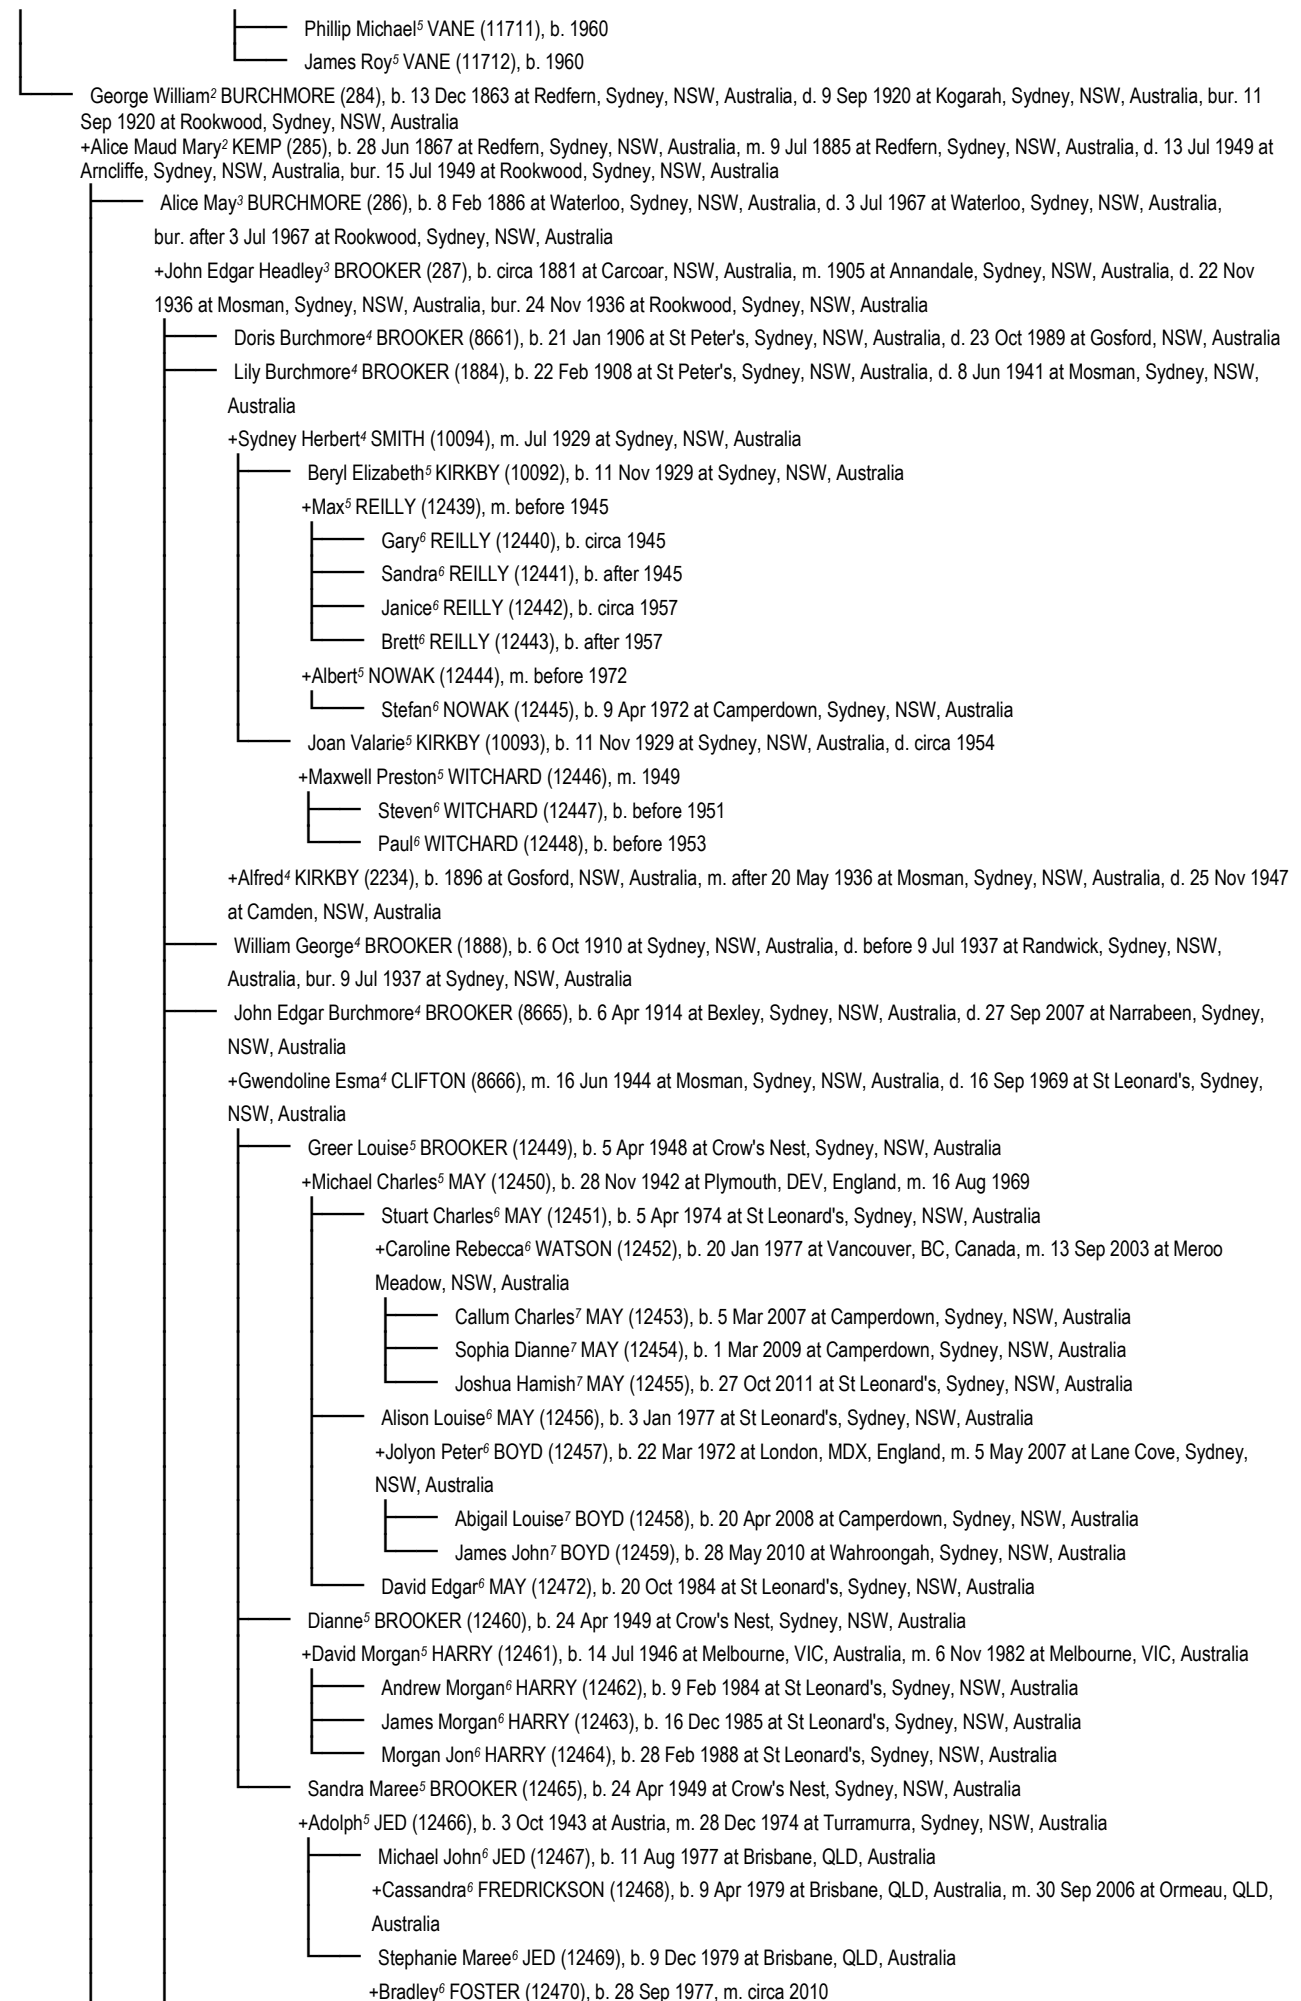 Phillip Michael⁵ VANE (11711), b. 1960
James Roy⁵ VANE (11712), b. 1960
George William² BURCHMORE (284), b. 13 Dec 1863 at Redfern, Sydney, NSW, Australia, d. 9 Sep 1920 at Kogarah, Sydney, NSW, Australia, bur. 11
Sep 1920 at Rookwood, Sydney, NSW, Australia
+Alice Maud Mary² KEMP (285), b. 28 Jun 1867 at Redfern, Sydney, NSW, Australia, m. 9 Jul 1885 at Redfern, Sydney, NSW, Australia, d. 13 Jul 1949 at
Arncliffe, Sydney, NSW, Australia, bur. 15 Jul 1949 at Rookwood, Sydney, NSW, Australia
Alice May³ BURCHMORE (286), b. 8 Feb 1886 at Waterloo, Sydney, NSW, Australia, d. 3 Jul 1967 at Waterloo, Sydney, NSW, Australia,
bur. after 3 Jul 1967 at Rookwood, Sydney, NSW, Australia
+John Edgar Headley³ BROOKER (287), b. circa 1881 at Carcoar, NSW, Australia, m. 1905 at Annandale, Sydney, NSW, Australia, d. 22 Nov
1936 at Mosman, Sydney, NSW, Australia, bur. 24 Nov 1936 at Rookwood, Sydney, NSW, Australia
Doris Burchmore⁴ BROOKER (8661), b. 21 Jan 1906 at St Peter's, Sydney, NSW, Australia, d. 23 Oct 1989 at Gosford, NSW, Australia
Lily Burchmore⁴ BROOKER (1884), b. 22 Feb 1908 at St Peter's, Sydney, NSW, Australia, d. 8 Jun 1941 at Mosman, Sydney, NSW,
Australia
+Sydney Herbert⁴ SMITH (10094), m. Jul 1929 at Sydney, NSW, Australia
Beryl Elizabeth⁵ KIRKBY (10092), b. 11 Nov 1929 at Sydney, NSW, Australia
+Max⁵ REILLY (12439), m. before 1945
Gary⁶ REILLY (12440), b. circa 1945
Sandra⁶ REILLY (12441), b. after 1945
Janice⁶ REILLY (12442), b. circa 1957
Brett⁶ REILLY (12443), b. after 1957
+Albert⁵ NOWAK (12444), m. before 1972
Stefan⁶ NOWAK (12445), b. 9 Apr 1972 at Camperdown, Sydney, NSW, Australia
Joan Valarie⁵ KIRKBY (10093), b. 11 Nov 1929 at Sydney, NSW, Australia, d. circa 1954
+Maxwell Preston⁵ WITCHARD (12446), m. 1949
Steven⁶ WITCHARD (12447), b. before 1951
Paul⁶ WITCHARD (12448), b. before 1953
+Alfred⁴ KIRKBY (2234), b. 1896 at Gosford, NSW, Australia, m. after 20 May 1936 at Mosman, Sydney, NSW, Australia, d. 25 Nov 1947
at Camden, NSW, Australia
William George⁴ BROOKER (1888), b. 6 Oct 1910 at Sydney, NSW, Australia, d. before 9 Jul 1937 at Randwick, Sydney, NSW,
Australia, bur. 9 Jul 1937 at Sydney, NSW, Australia
John Edgar Burchmore⁴ BROOKER (8665), b. 6 Apr 1914 at Bexley, Sydney, NSW, Australia, d. 27 Sep 2007 at Narrabeen, Sydney,
NSW, Australia
+Gwendoline Esma⁴ CLIFTON (8666), m. 16 Jun 1944 at Mosman, Sydney, NSW, Australia, d. 16 Sep 1969 at St Leonard's, Sydney,
NSW, Australia
Greer Louise⁵ BROOKER (12449), b. 5 Apr 1948 at Crow's Nest, Sydney, NSW, Australia
+Michael Charles⁵ MAY (12450), b. 28 Nov 1942 at Plymouth, DEV, England, m. 16 Aug 1969
Stuart Charles⁶ MAY (12451), b. 5 Apr 1974 at St Leonard's, Sydney, NSW, Australia
+Caroline Rebecca⁶ WATSON (12452), b. 20 Jan 1977 at Vancouver, BC, Canada, m. 13 Sep 2003 at Meroo
Meadow, NSW, Australia
Callum Charles⁷ MAY (12453), b. 5 Mar 2007 at Camperdown, Sydney, NSW, Australia
Sophia Dianne⁷ MAY (12454), b. 1 Mar 2009 at Camperdown, Sydney, NSW, Australia
Joshua Hamish⁷ MAY (12455), b. 27 Oct 2011 at St Leonard's, Sydney, NSW, Australia
Alison Louise⁶ MAY (12456), b. 3 Jan 1977 at St Leonard's, Sydney, NSW, Australia
+Jolyon Peter⁶ BOYD (12457), b. 22 Mar 1972 at London, MDX, England, m. 5 May 2007 at Lane Cove, Sydney,
NSW, Australia
Abigail Louise⁷ BOYD (12458), b. 20 Apr 2008 at Camperdown, Sydney, NSW, Australia
James John⁷ BOYD (12459), b. 28 May 2010 at Wahroongah, Sydney, NSW, Australia
David Edgar⁶ MAY (12472), b. 20 Oct 1984 at St Leonard's, Sydney, NSW, Australia
Dianne⁵ BROOKER (12460), b. 24 Apr 1949 at Crow's Nest, Sydney, NSW, Australia
+David Morgan⁵ HARRY (12461), b. 14 Jul 1946 at Melbourne, VIC, Australia, m. 6 Nov 1982 at Melbourne, VIC, Australia
Andrew Morgan⁶ HARRY (12462), b. 9 Feb 1984 at St Leonard's, Sydney, NSW, Australia
James Morgan⁶ HARRY (12463), b. 16 Dec 1985 at St Leonard's, Sydney, NSW, Australia
Morgan Jon⁶ HARRY (12464), b. 28 Feb 1988 at St Leonard's, Sydney, NSW, Australia
Sandra Maree⁵ BROOKER (12465), b. 24 Apr 1949 at Crow's Nest, Sydney, NSW, Australia
+Adolph⁵ JED (12466), b. 3 Oct 1943 at Austria, m. 28 Dec 1974 at Turramurra, Sydney, NSW, Australia
Michael John⁶ JED (12467), b. 11 Aug 1977 at Brisbane, QLD, Australia
+Cassandra⁶ FREDRICKSON (12468), b. 9 Apr 1979 at Brisbane, QLD, Australia, m. 30 Sep 2006 at Ormeau, QLD,
Australia
Stephanie Maree⁶ JED (12469), b. 9 Dec 1979 at Brisbane, QLD, Australia
+Bradley⁶ FOSTER (12470), b. 28 Sep 1977, m. circa 2010